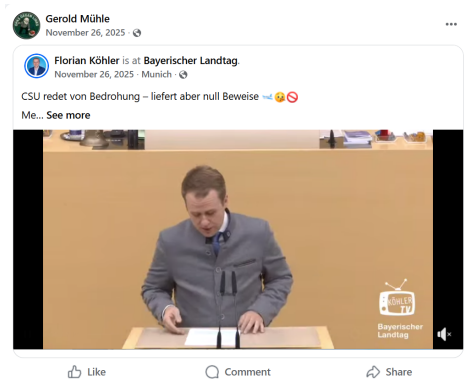 Gerold Mühle
November 26, 2025 ·
Florian Köhler is at Bayerischer Landtag.
November 26, 2025 · Munich ·
CSU redet von Bedrohung – liefert aber null Beweise
Me... See more
KÖHLER
TV
Bayerischer
Landtag
Like
Comment
Share